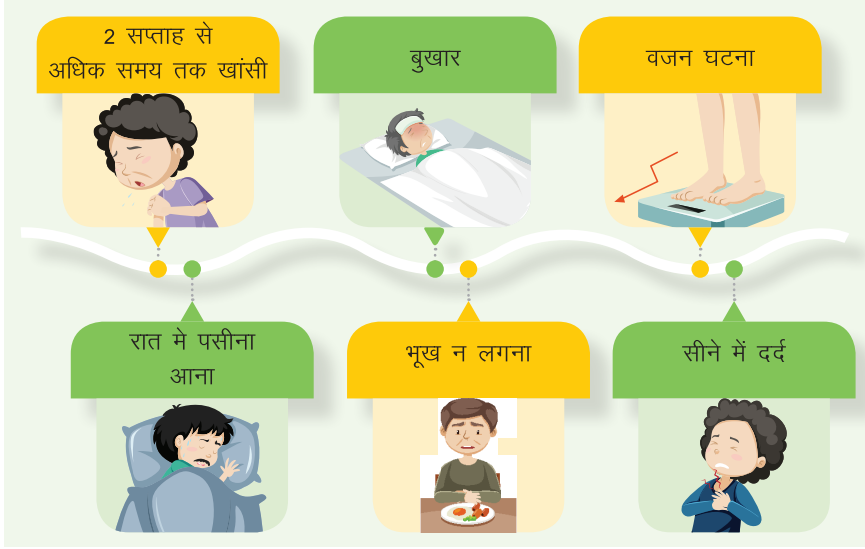 2 सप्ताह से
अधिक समय तक खांसी
बुखार
वजन घटना
रात मे पसीना
आना
भूख न लगना
सीने में दर्द